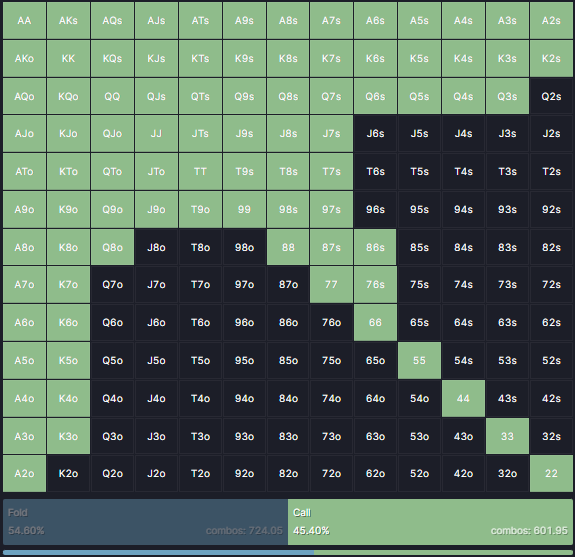 AA AKs AQs AJs ATs A9s A8s A7s A6s A5s A4s A3s A2s
AKo KK KQs KJs KTs K9s K8s K7s K6s K5s K4s K3s K2s
AQo KQo QQ QJs QTs Q9s Q8s Q7s Q6s Q5s Q4s Q3s Q2s
AJo KJo QJo JJ JTs J9s J8s J7s J6s J5s J4s J3s J2s
ATo KTo QTo JTo TT T9s T8s T7s T6s T5s T4s T3s T2s
A9o K9o Q9o J9o T9o 99 98s 97s 96s 95s 94s 93s 92s
A8o K8o Q8o J8o T8o 98o 88 87s 86s 85s 84s 83s 82s
A7o K7o Q7o J7o T7o 97o 87o 77 76s 75s 74s 73s 72s
A6o K6o Q6o J6o T6o 96o 86o 76o 66 65s 64s 63s 62s
A5o K5o Q5o J5o T5o 95o 85o 75o 65o 55 54s 53s 52s
A4o K4o Q4o J4o T4o 94o 84o 74o 64o 54o 44 43s 42s
A3o K3o Q3o J3o T3o 93o 83o 73o 63o 53o 43o 33 32s
A2o K2o Q2o J2o T2o 92o 82o 72o 62o 52o 42o 32o 22
Fold Call
54.60% combos: 724.05 45.40% combos: 601.95